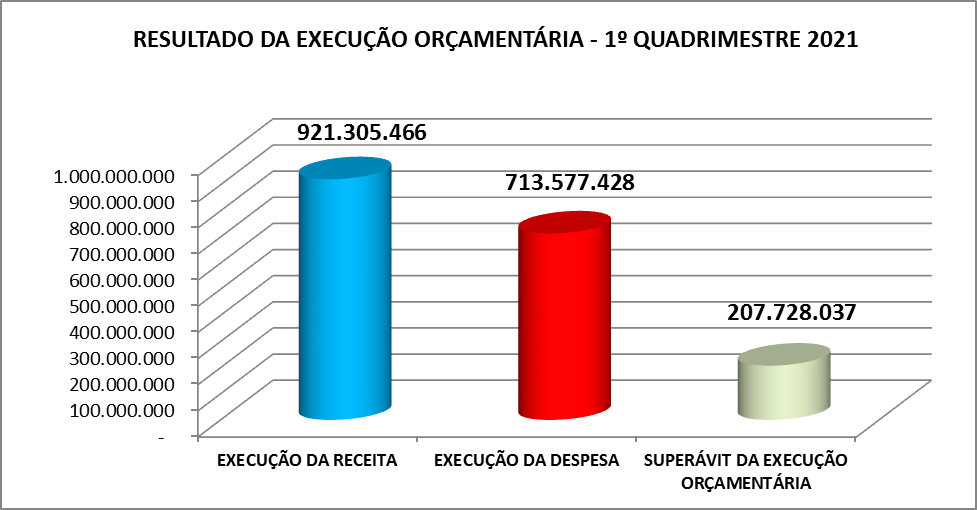 RESULTADO DA EXECUÇÃO ORÇAMENTÁRIA - 1º QUADRIMESTRE 2021
921.305.466
713.577.428
207.728.037
1.000.000.000
900.000.000
800.000.000
700.000.000
600.000.000
500.000.000
400.000.000
300.000.000
200.000.000
100.000.000
-
EXECUÇÃO DA RECEITA
EXECUÇÃO DA DESPESA
SUPERÁVIT DA EXECUÇÃO
ORÇAMENTÁRIA